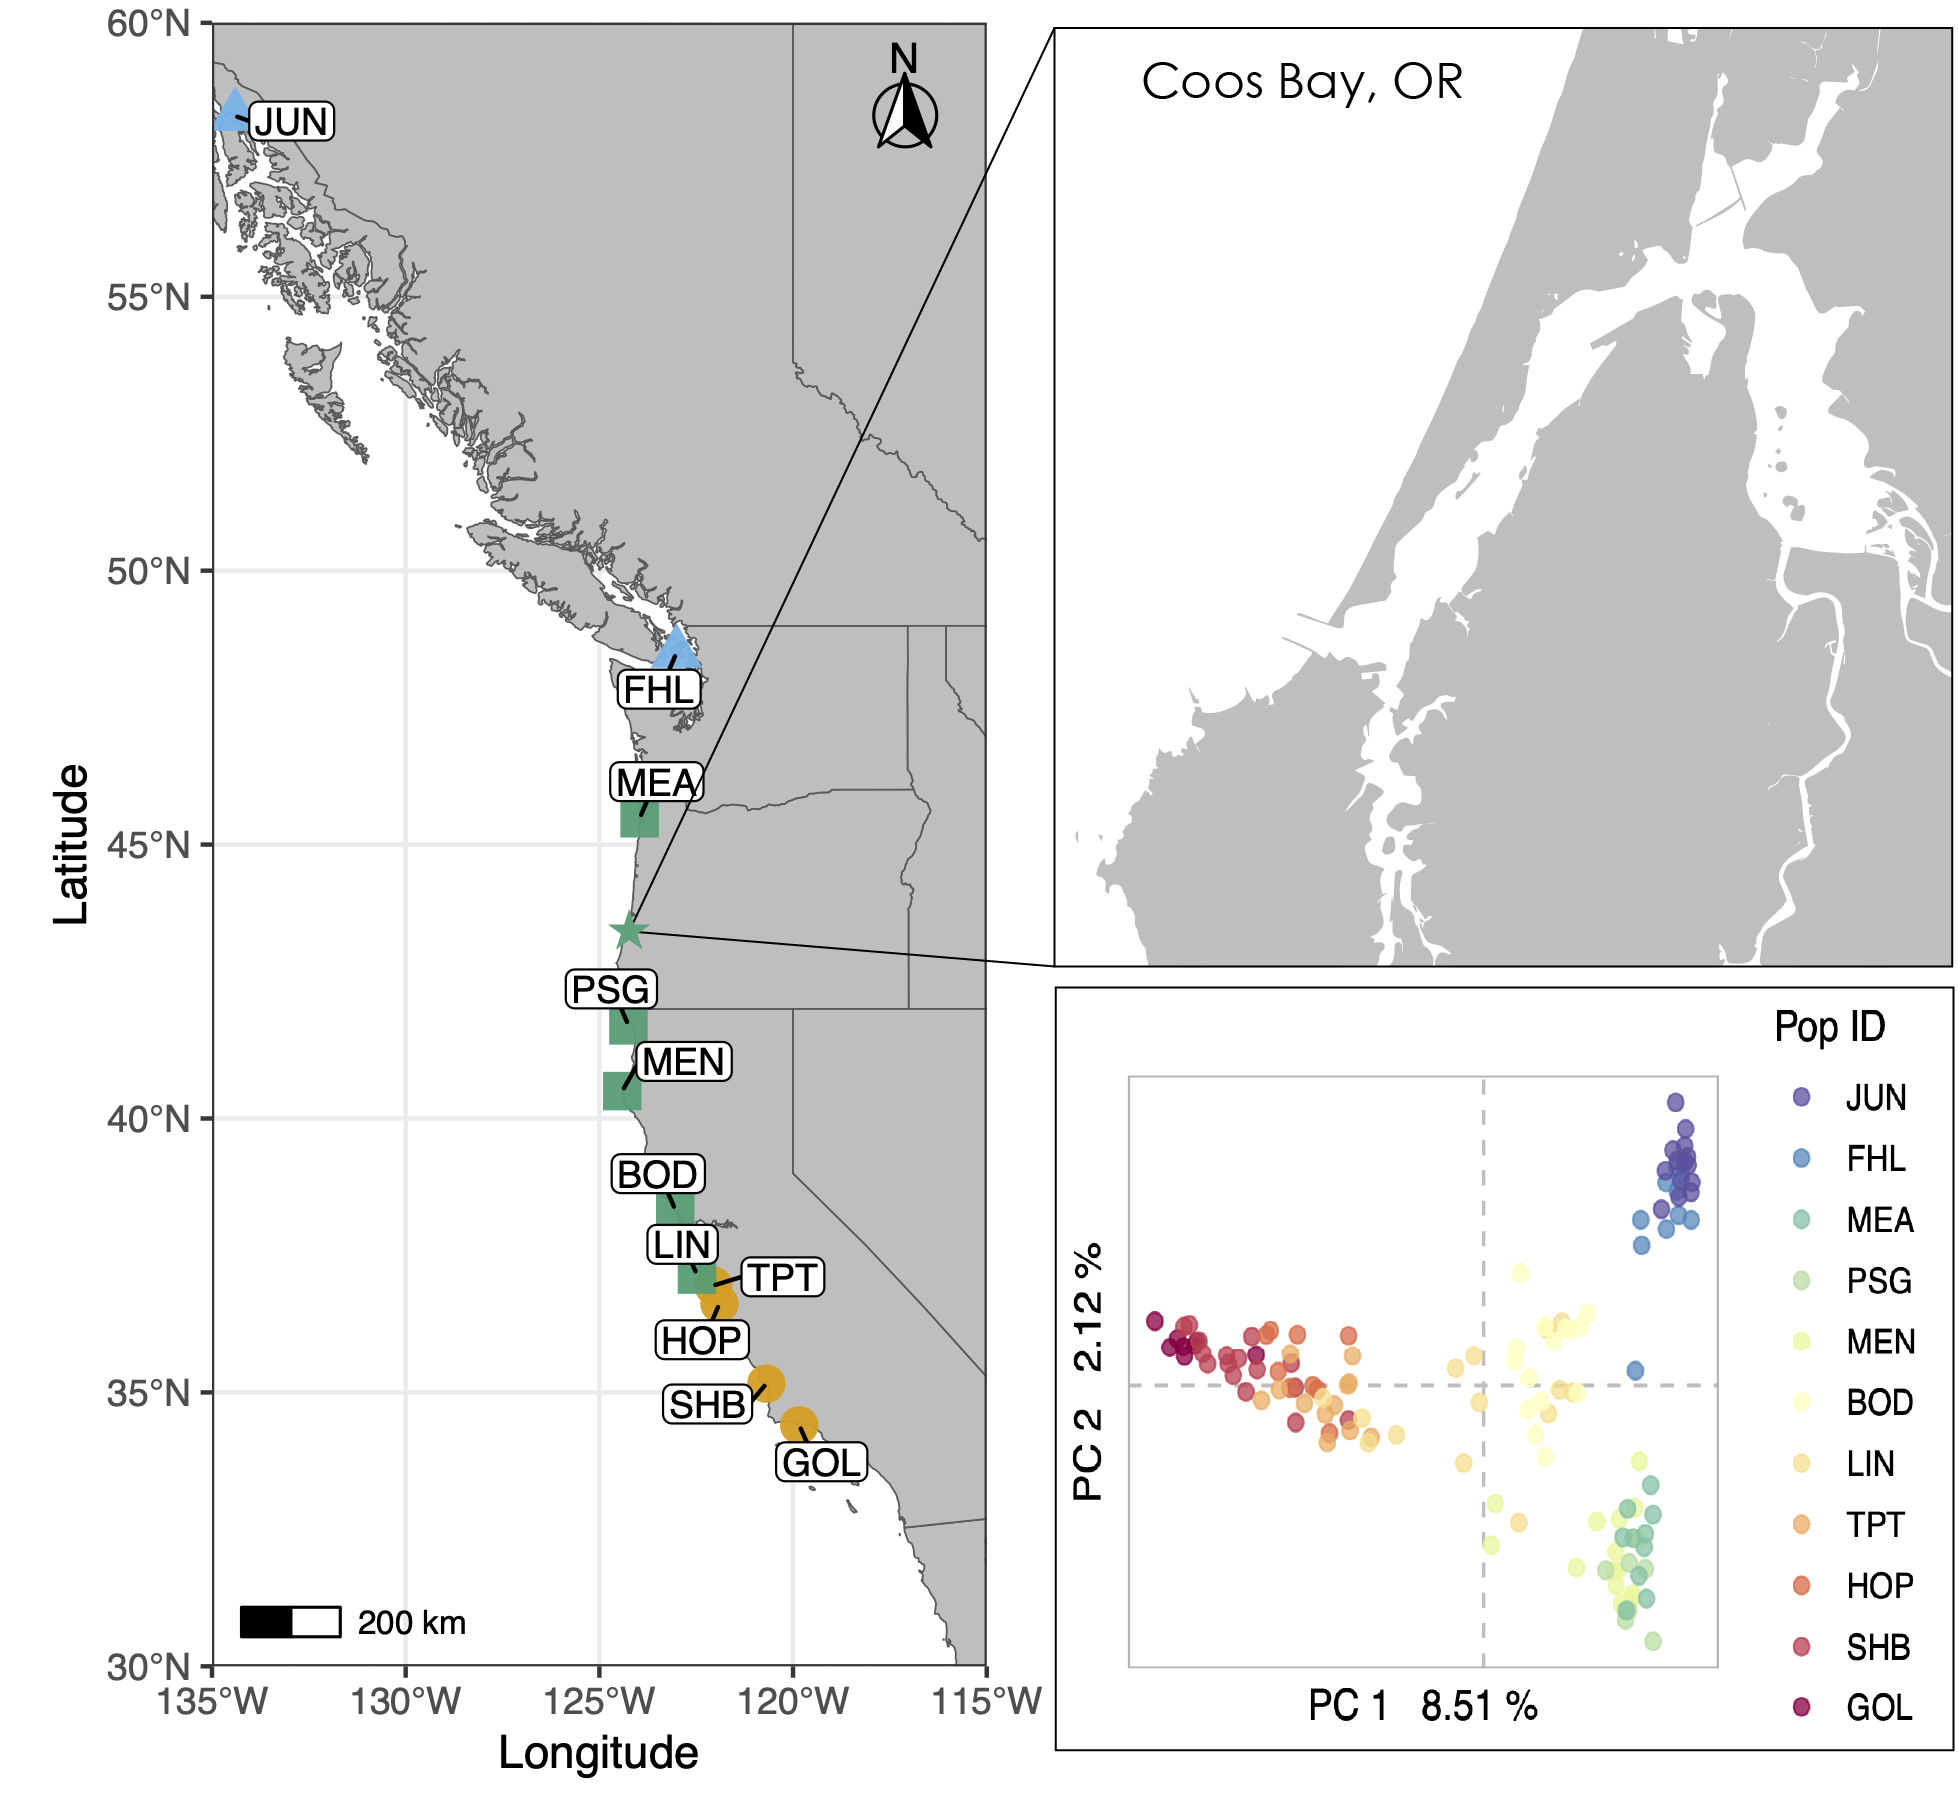 60°N
55°N
50°N
45°N
40°N
35°N
30°N
135°W
130°W
125°W
120°W
115°W
Latitude
Longitude
N
JUN
FHL
MEA
PSG
MEN
BOD
LIN
TPT
HOP
SHB
GOL
200 km
Coos Bay, OR
PC 2 2.12 %
PC 1 8.51 %
Pop ID
JUN
FHL
MEA
PSG
MEN
BOD
LIN
TPT
HOP
SHB
GOL